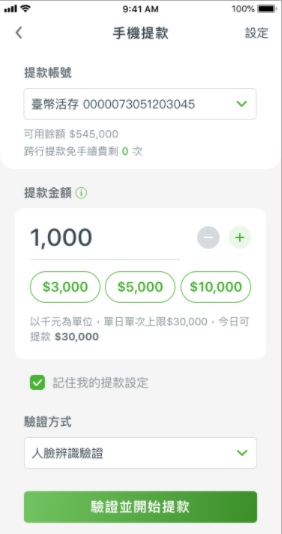 9:41 AM
100%
手機提款
設定
提款帳號
臺幣活存 0000073051203045
可用餘額 $545,000
跨行提款免手續費剩 0 次
提款金額
1,000
$3,000
$5,000
$10,000
以千元為單位，單日單次上限$30,000，今日可
提款 $30,000
記住我的提款設定
驗證方式
人臉辨識驗證
驗證並開始提款